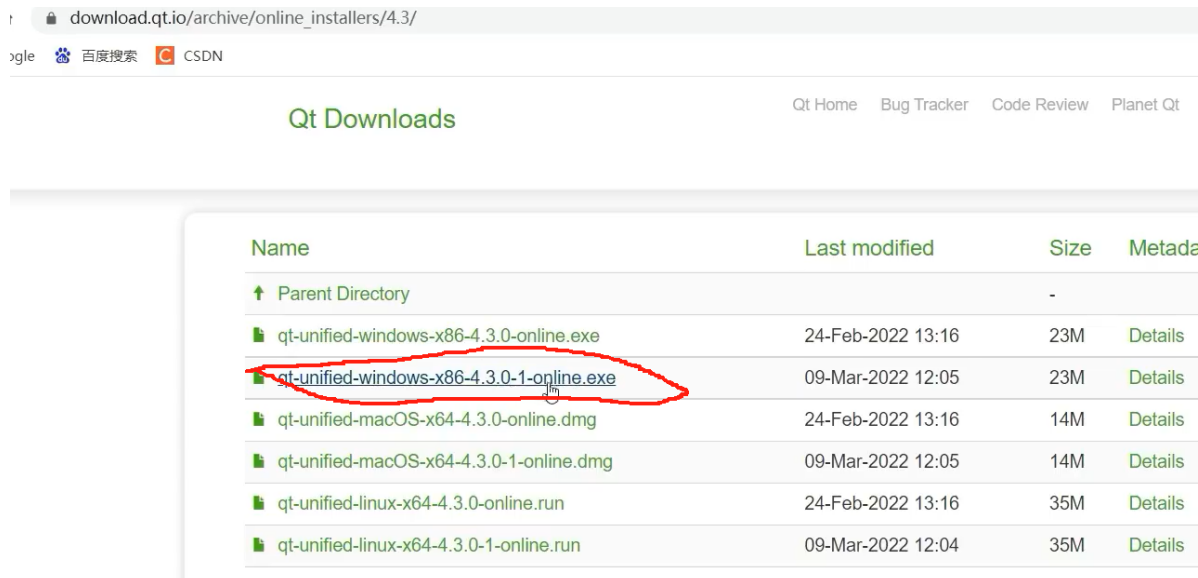 download.qt.io/archive/online_installers/4.3/
ogle 百度搜索 CSDN
Qt Downloads
Qt Home Bug Tracker Code Review Planet Qt
Name Last modified Size Metada
Parent Directory -
qt-unified-windows-x86-4.3.0-online.exe 24-Feb-2022 13:16 23M Details
qt-unified-windows-x86-4.3.0-1-online.exe 09-Mar-2022 12:05 23M Details
qt-unified-macOS-x64-4.3.0-online.dmg 24-Feb-2022 13:16 14M Details
qt-unified-macOS-x64-4.3.0-1-online.dmg 09-Mar-2022 12:05 14M Details
qt-unified-linux-x64-4.3.0-online.run 24-Feb-2022 13:16 35M Details
qt-unified-linux-x64-4.3.0-1-online.run 09-Mar-2022 12:04 35M Details